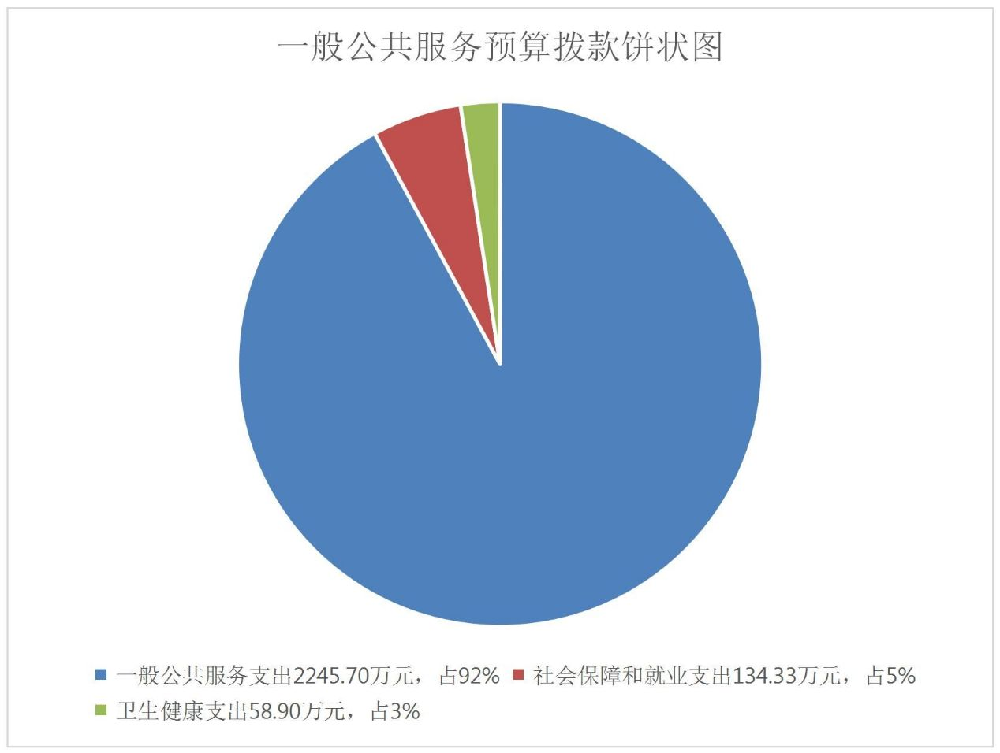 一般公共服务预算拨款饼状图
一般公共服务支出2245.70万元，占92% 社会保障和就业支出134.33万元，占5%
卫生健康支出58.90万元，占3%